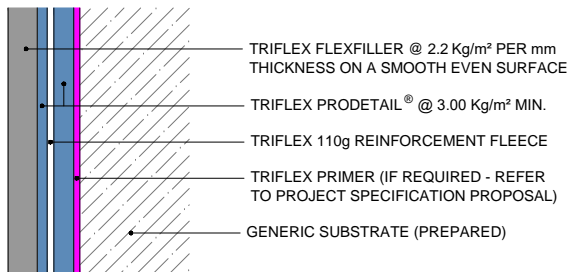 TRIFLEX FLEXFILLER @ 2.2 Kg/m² PER mm
THICKNESS ON A SMOOTH EVEN SURFACE
TRIFLEX PRODETAIL® @ 3.00 Kg/m² MIN.
TRIFLEX 110g REINFORCEMENT FLEECE
TRIFLEX PRIMER (IF REQUIRED - REFER
TO PROJECT SPECIFICATION PROPOSAL)
GENERIC SUBSTRATE (PREPARED)